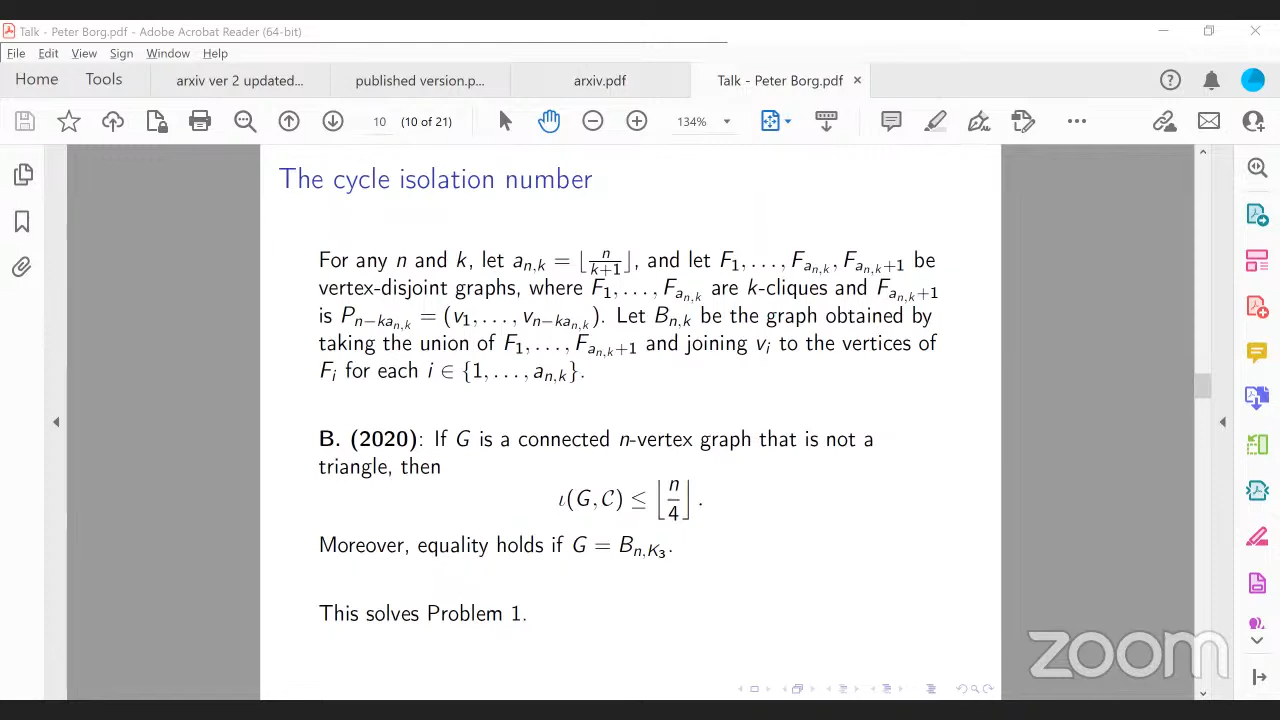 Talk - Peter Borg.pdf - Adobe Acrobat Reader (64-bit)
File Edit View Sign Window Help
Home Tools arxiv ver 2 updated... published version.p... arxiv.pdf Talk - Peter Borg.pdf ×
10 (10 of 21) 134%
The cycle isolation number
For any n and k, let a_{n,k} = ⌊n/(k+1)⌋, and let F_1, …, F_{a_{n,k}}, F_{a_{n,k}+1} be
vertex-disjoint graphs, where F_1, …, F_{a_{n,k}} are k-cliques and F_{a_{n,k}+1}
is P_{n−ka_{n,k}} = (v_1, …, v_{n−ka_{n,k}}). Let B_{n,k} be the graph obtained by
taking the union of F_1, …, F_{a_{n,k}+1} and joining v_i to the vertices of
F_i for each i ∈ {1, …, a_{n,k}}.
B. (2020): If G is a connected n-vertex graph that is not a
triangle, then
ι(G, 𝒞) ≤ ⌊n/4⌋.
Moreover, equality holds if G = B_{n,K_3}.
This solves Problem 1.
zoom